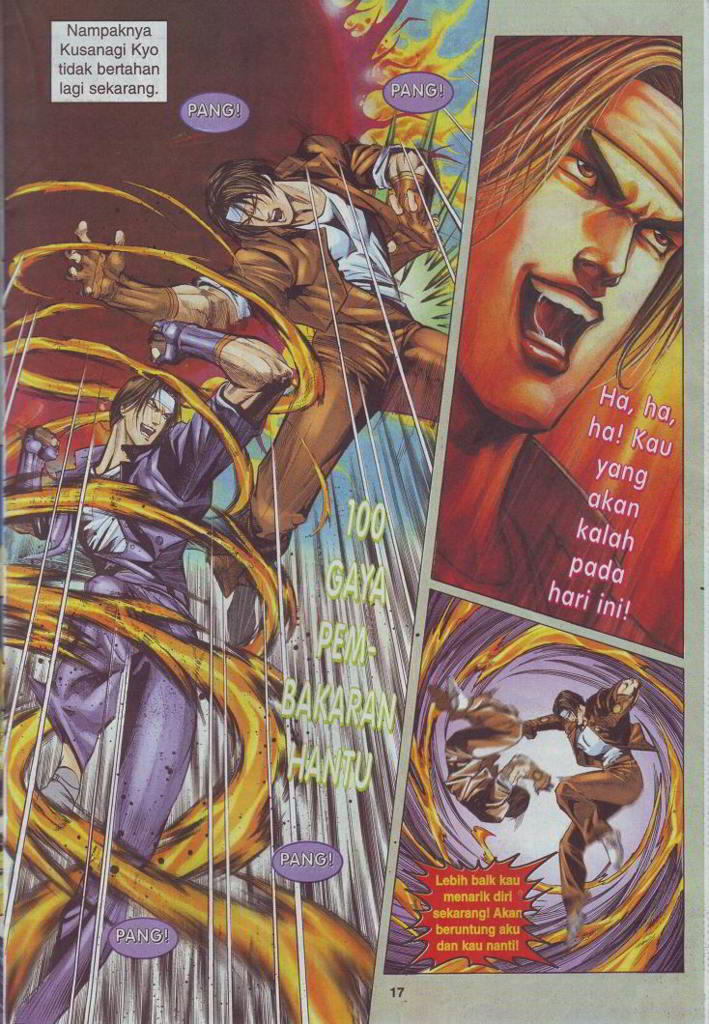 Nampaknya
Kusanagi Kyo
tidak bertahan
lagi sekarang.
PANG!
PANG!
Ha, ha,
ha! Kau
yang
akan
kalah
pada
hari ini!
100
GAYA
PEM-
BAKARAN
HANTU
PANG!
PANG!
Lebih baik kau
menarik diri
sekarang! Akan
beruntung aku
dan kau nanti!
17